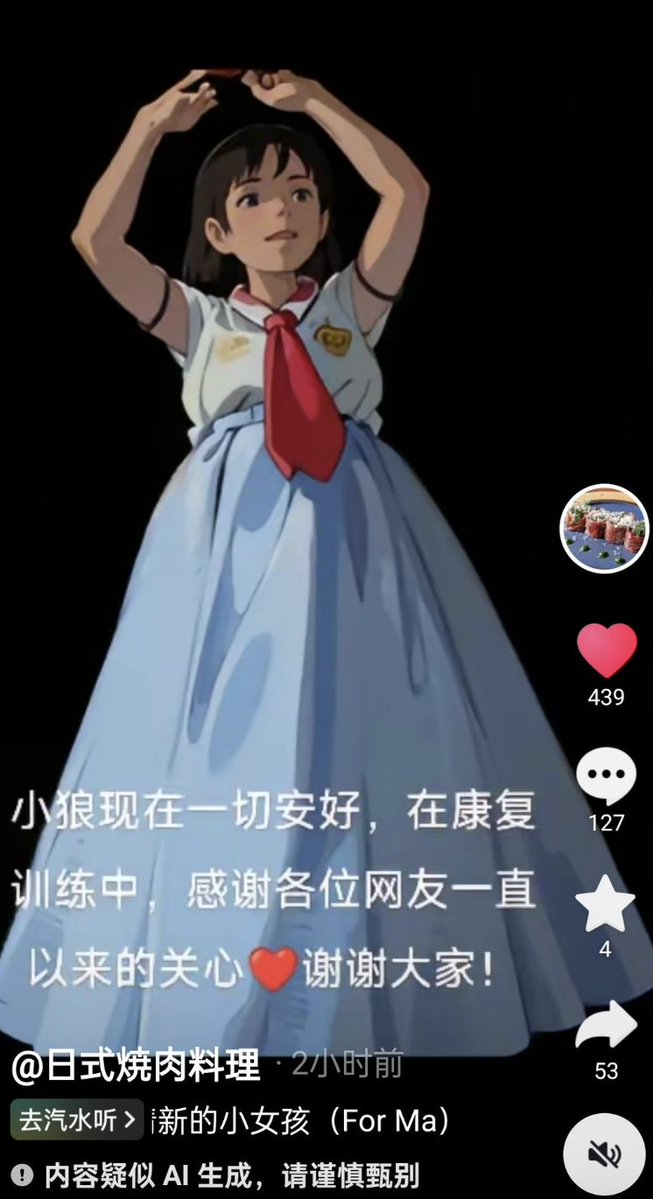 439
127
4
53
小狼现在一切安好，在康复
训练中，感谢各位网友一直
以来的关心❤️谢谢大家！
@日式焼肉料理 · 2小时前
去汽水听 > 新的小女孩（For Ma）
内容疑似 AI 生成，请谨慎甄别